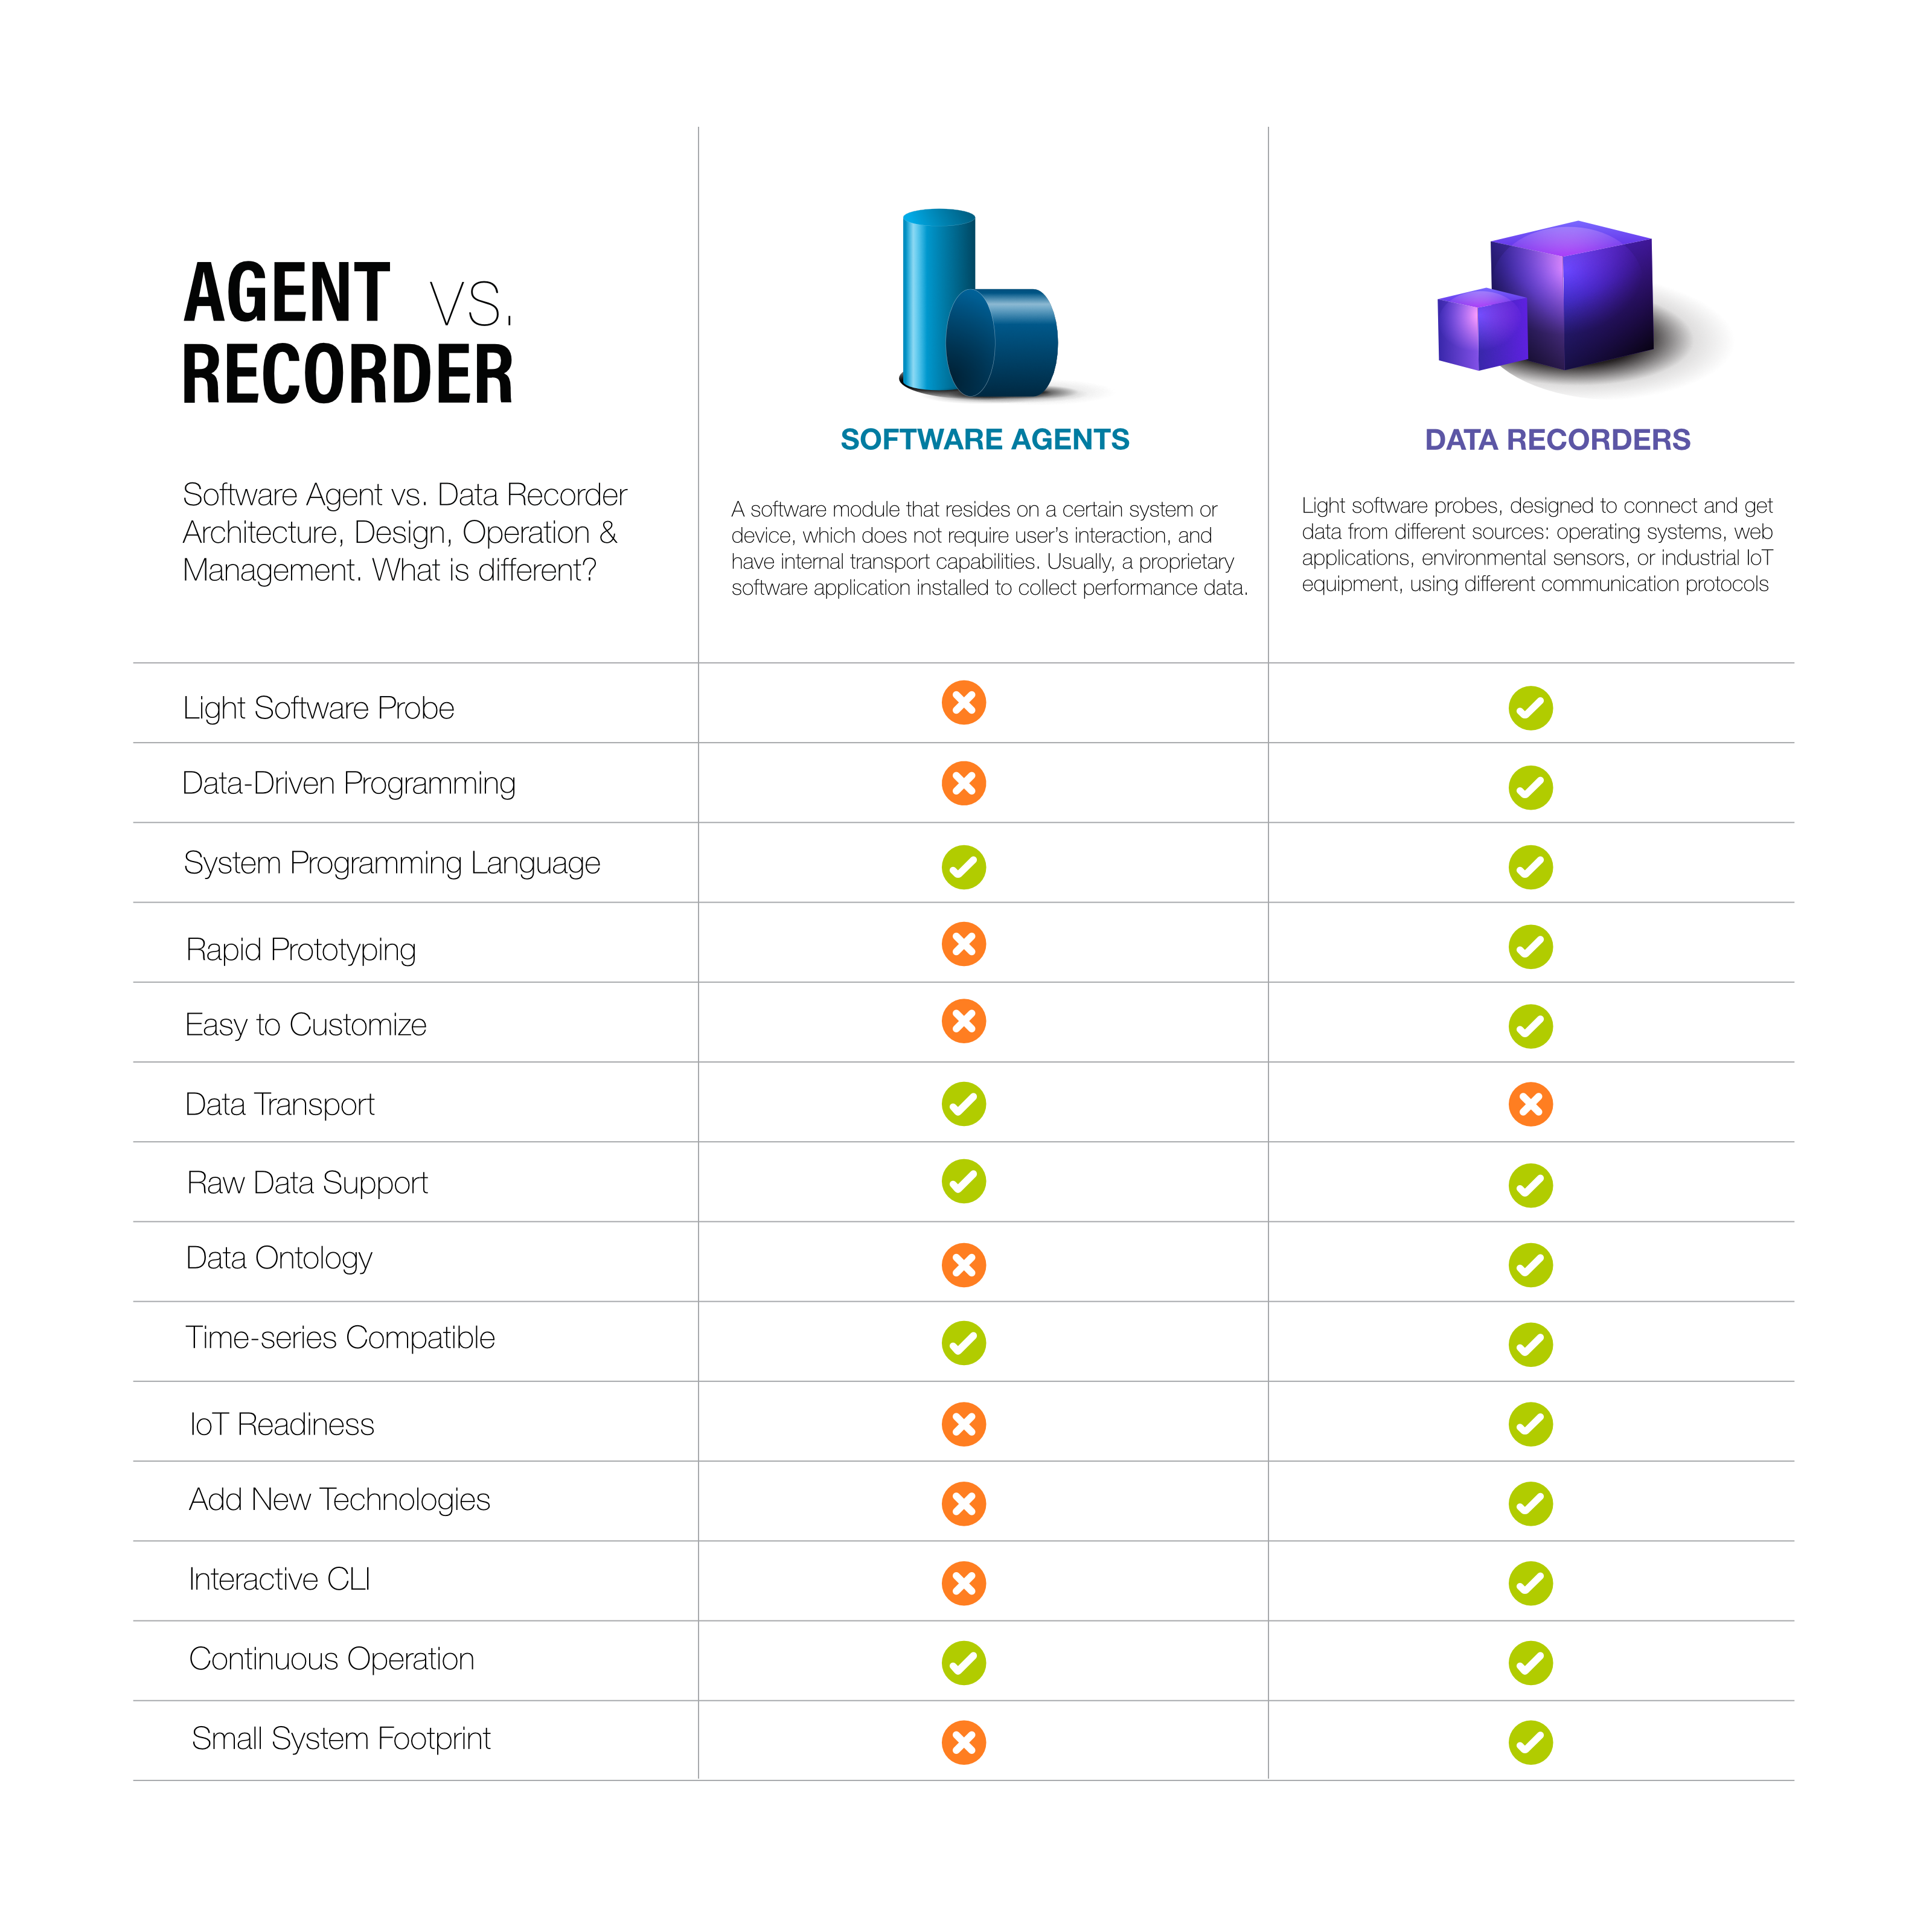 AGENT vs.
RECORDER
Software Agent vs. Data Recorder
Architecture, Design, Operation &
Management. What is different?
SOFTWARE AGENTS
A software module that resides on a certain system or
device, which does not require user's interaction, and
have internal transport capabilities. Usually, a proprietary
software application installed to collect performance data.
DATA RECORDERS
Light software probes, designed to connect and get
data from different sources: operating systems, web
applications, environmental sensors, or industrial IoT
equipment, using different communication protocols
Light Software Probe
Data-Driven Programming
System Programming Language
Rapid Prototyping
Easy to Customize
Data Transport
Raw Data Support
Data Ontology
Time-series Compatible
IoT Readiness
Add New Technologies
Interactive CLI
Continuous Operation
Small System Footprint